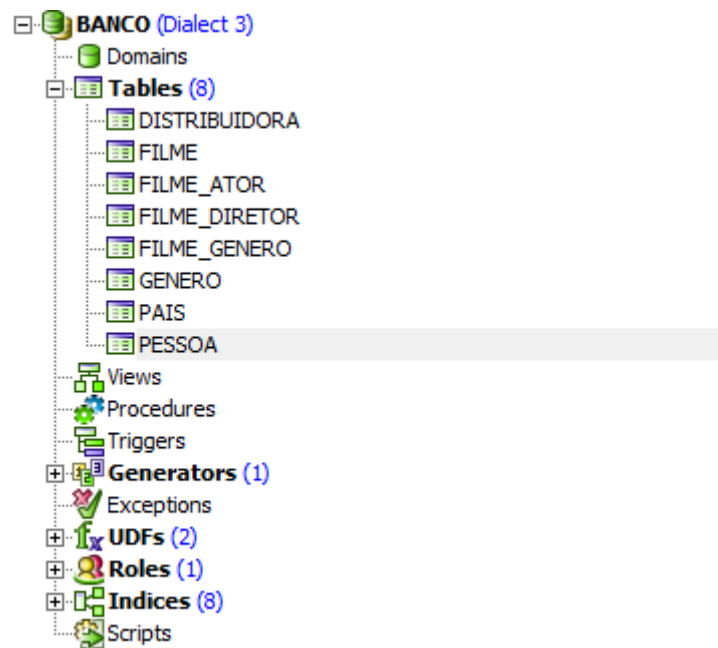 BANCO (Dialect 3)
Domains
Tables (8)
DISTRIBUIDORA
FILME
FILME_ATOR
FILME_DIRETOR
FILME_GENERO
GENERO
PAIS
PESSOA
Views
Procedures
Triggers
Generators (1)
Exceptions
UDFs (2)
Roles (1)
Indices (8)
Scripts